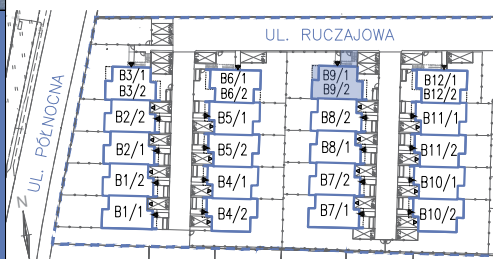 UL. RUCZAJOWA
UL. PÓŁNOCNA
B3/1
B3/2
B2/2
B2/1
B1/2
B1/1
B6/1
B6/2
B5/1
B5/2
B4/1
B4/2
B9/1
B9/2
B8/2
B8/1
B7/2
B7/1
B12/1
B12/2
B11/1
B11/2
B10/1
B10/2
N